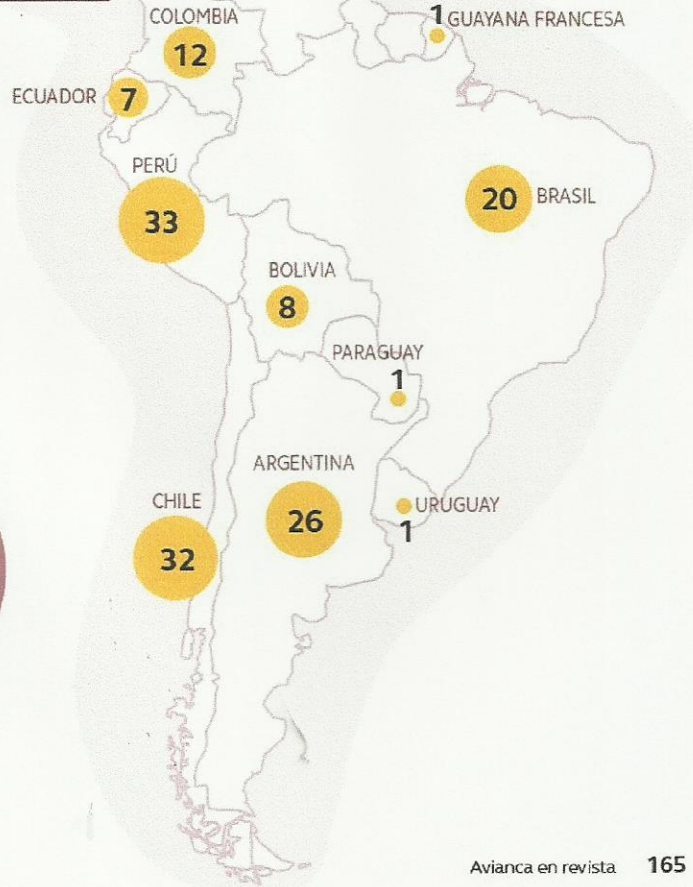 COLOMBIA
12
1 GUAYANA FRANCESA
ECUADOR 7
PERÚ
33
20 BRASIL
BOLIVIA
8
PARAGUAY
1
ARGENTINA
26
CHILE
32
URUGUAY
1
Avianca en revista 165